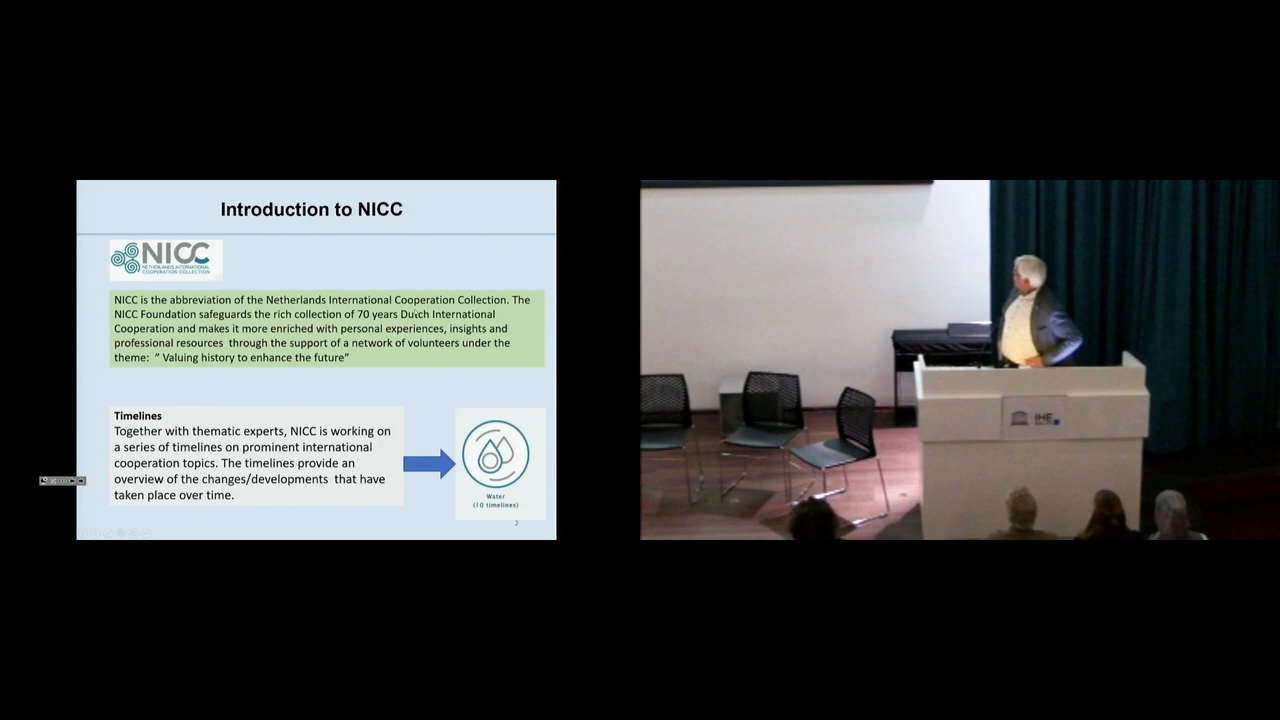 Introduction to NICC
NICC
NETHERLANDS INTERNATIONAL
COOPERATION COLLECTION
NICC is the abbreviation of the Netherlands International Cooperation Collection. The
NICC Foundation safeguards the rich collection of 70 years Dutch International
Cooperation and makes it more enriched with personal experiences, insights and
professional resources through the support of a network of volunteers under the
theme: ” Valuing history to enhance the future”
Timelines
Together with thematic experts, NICC is working on
a series of timelines on prominent international
cooperation topics. The timelines provide an
overview of the changes/developments that have
taken place over time.
Water
(10 timelines)
2
IHE